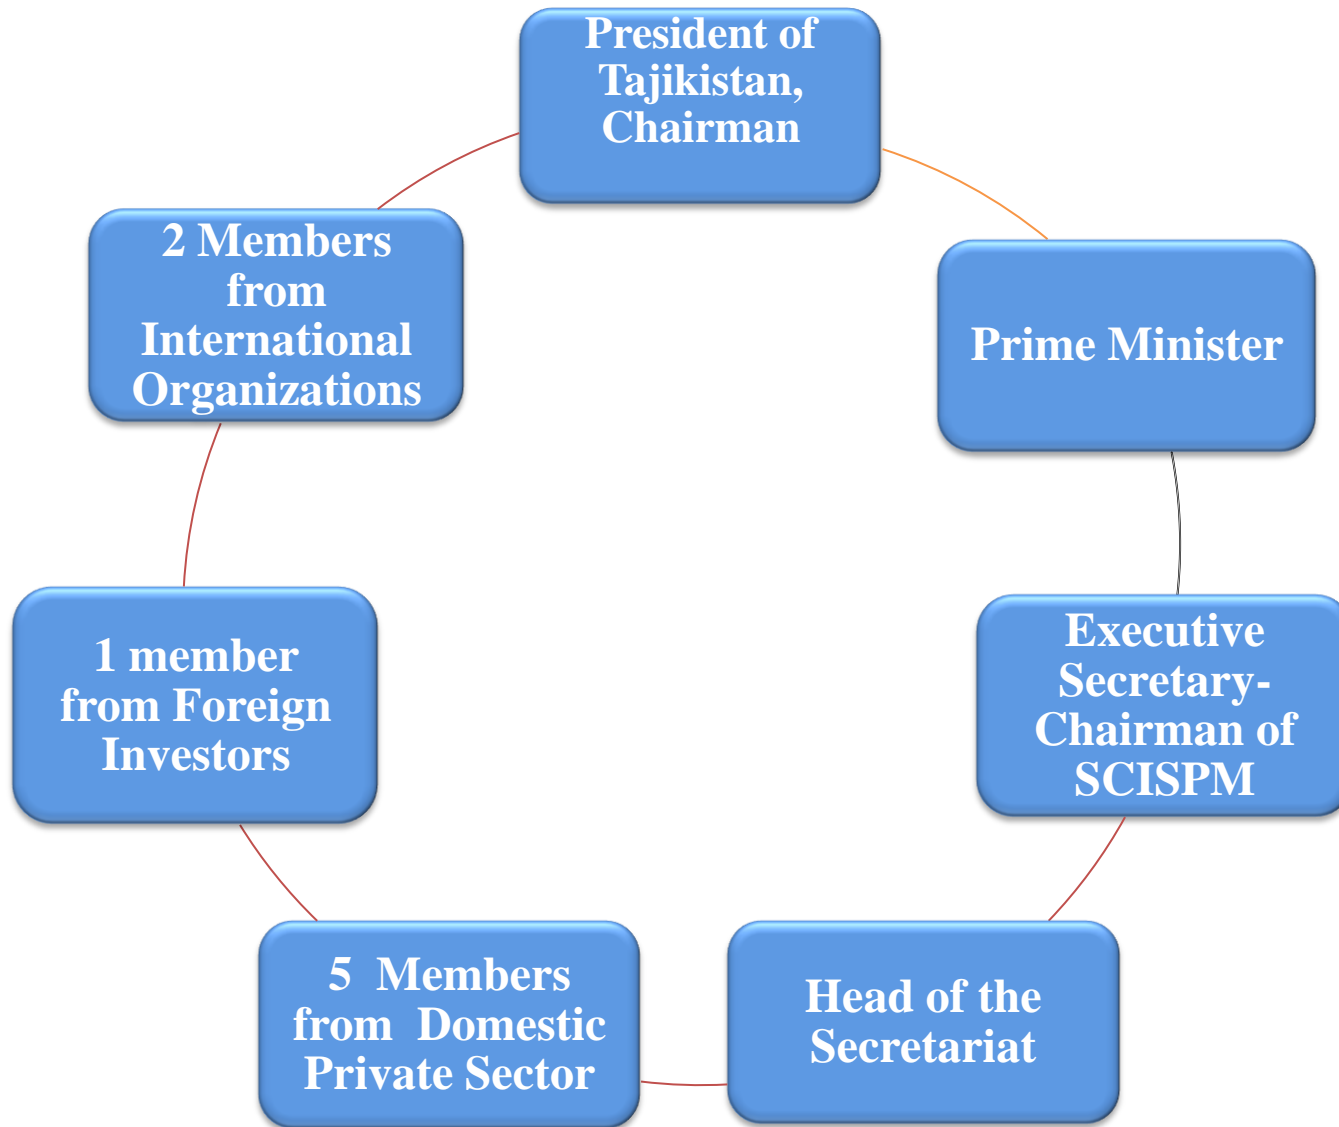 President of
Tajikistan,
Chairman
Prime Minister
Executive
Secretary-
Chairman of
SCISPM
Head of the
Secretariat
5 Members
from Domestic
Private Sector
1 member
from Foreign
Investors
2 Members
from
International
Organizations